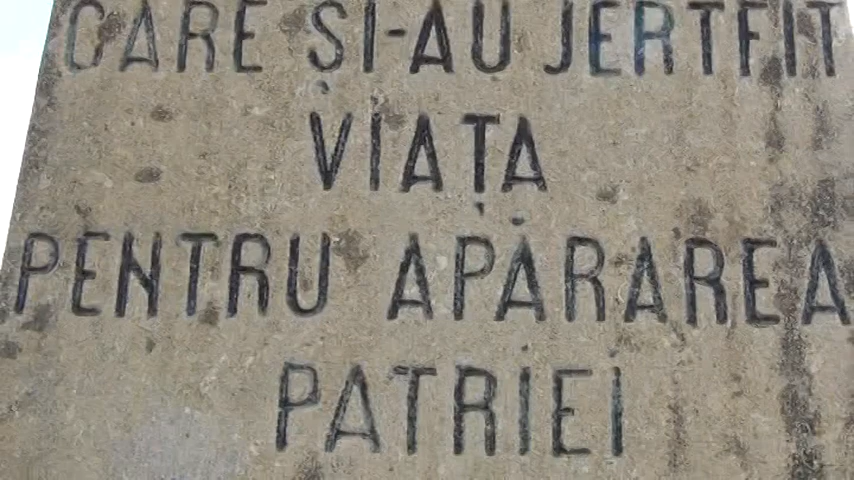 CARE ȘI-AU JERTFIT
VIAȚA
PENTRU APĂRAREA
PATRIEI